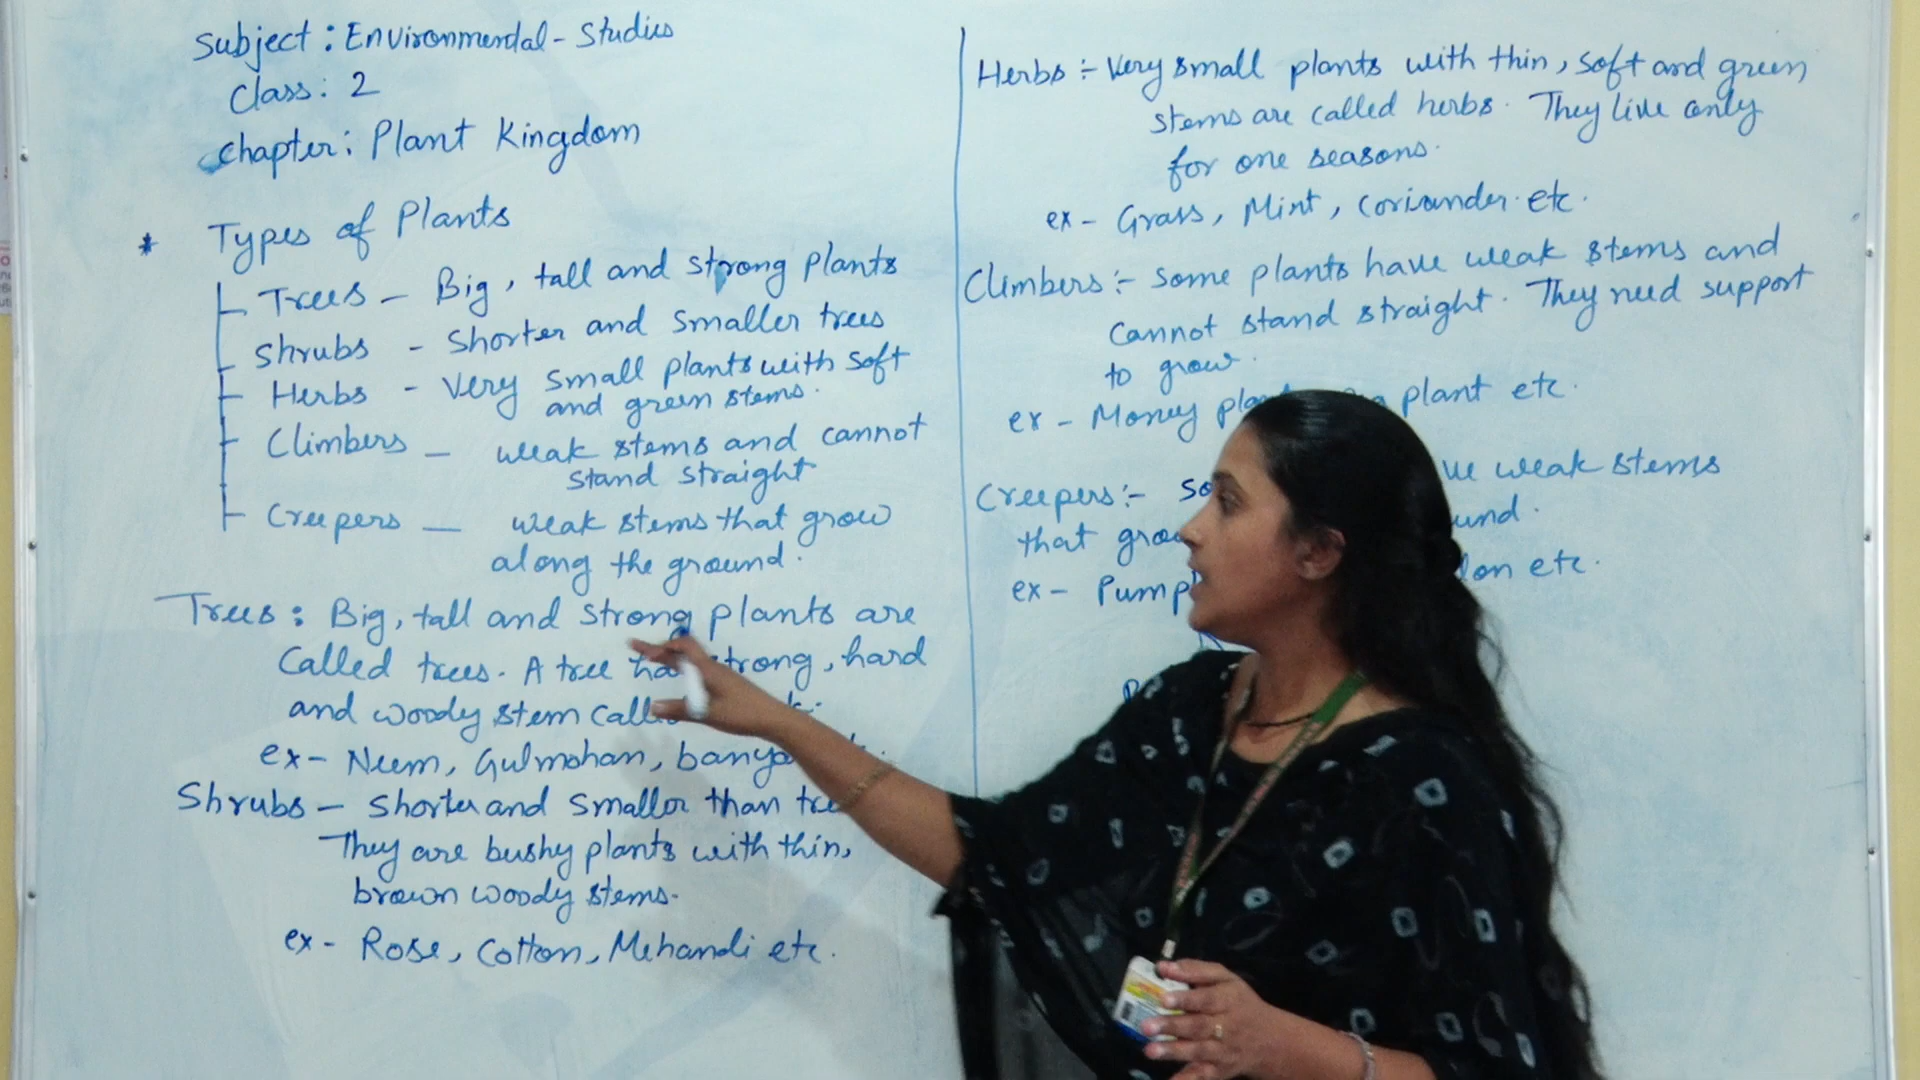 Subject : Environmental - Studies
Class : 2
Chapter : Plant Kingdom
* Types of Plants
Trees - Big, tall and strong plants
Shrubs - Shorter and smaller trees
Herbs - Very small plants with soft
and green stems.
Climbers - weak stems and cannot
stand straight
Creepers - weak stems that grow
along the ground.
Trees : Big, tall and strong plants are
called trees. A tree strong, hard
and woody stem
ex - Neem, Gulmohan,
Shrubs - Shorter and smaller than
They are bushy plants with thin,
brown woody stems.
ex - Rose, Cotton, Mehandi etc.
Herbs :- Very small plants with thin, soft and green
stems are called herbs. They live only
for one seasons.
ex - Grass, Mint, coriander. etc.
Climbers :- Some plants have weak stems and
cannot stand straight. They need support
to grow.
ex - Money plant etc.
Creepers :- weak stems
that
ex - etc.